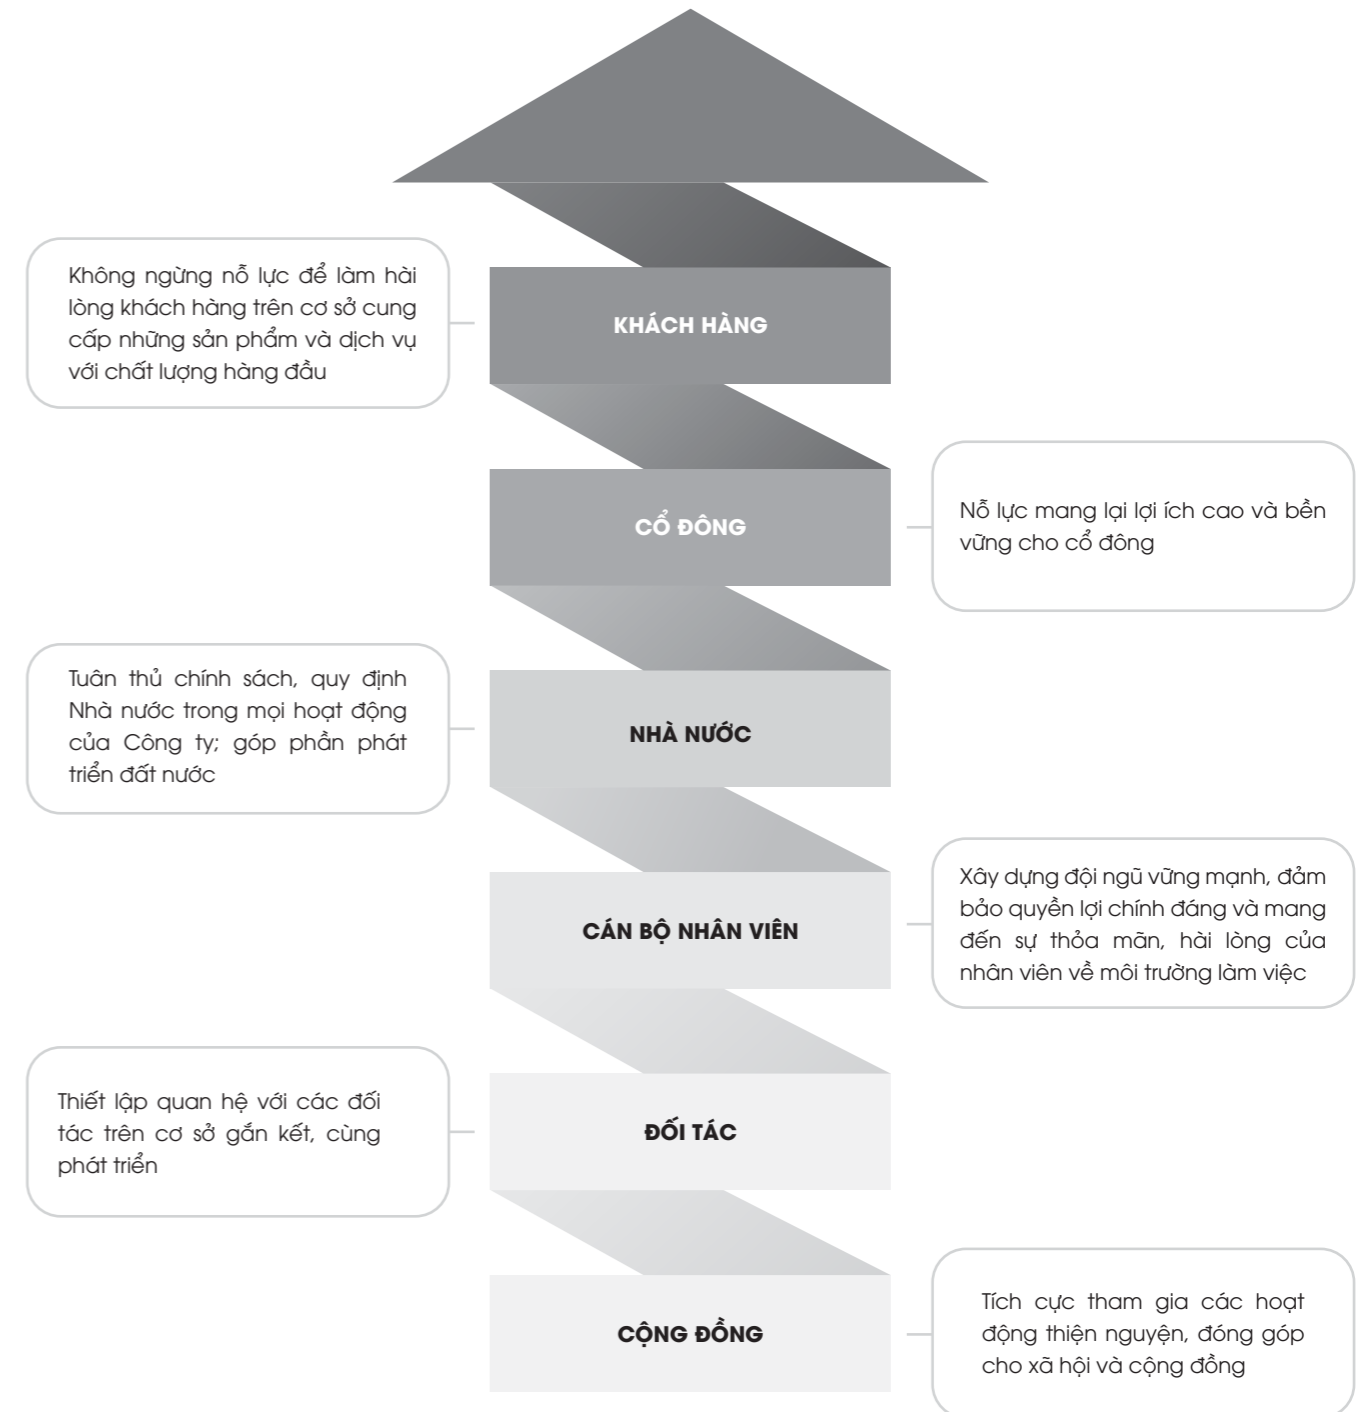 Không ngừng nỗ lực để làm hài
lòng khách hàng trên cơ sở cung
cấp những sản phẩm và dịch vụ
với chất lượng hàng đầu
KHÁCH HÀNG
CỔ ĐÔNG
Nỗ lực mang lại lợi ích cao và bền
vững cho cổ đông
Tuân thủ chính sách, quy định
Nhà nước trong mọi hoạt động
của Công ty; góp phần phát
triển đất nước
NHÀ NƯỚC
CÁN BỘ NHÂN VIÊN
Xây dựng đội ngũ vững mạnh, đảm
bảo quyền lợi chính đáng và mang
đến sự thỏa mãn, hài lòng của
nhân viên về môi trường làm việc
Thiết lập quan hệ với các đối
tác trên cơ sở gắn kết, cùng
phát triển
ĐỐI TÁC
CỘNG ĐỒNG
Tích cực tham gia các hoạt
động thiện nguyện, đóng góp
cho xã hội và cộng đồng